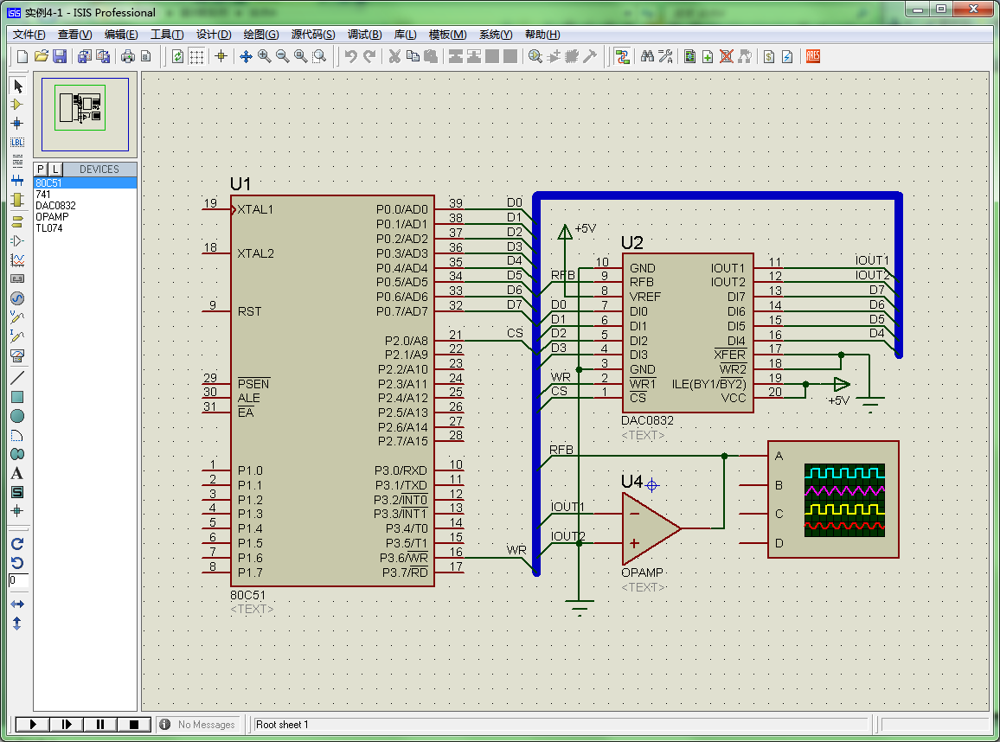 实例4-1 - ISIS Professional
文件(F) 查看(V) 编辑(E) 工具(T) 设计(D) 绘图(G) 源代码(S) 调试(B) 库(L) 模板(M) 系统(Y) 帮助(H)
ARES
LBL
P L DEVICES
80C51
741
DAC0832
OPAMP
TL074
A
S
0
U1
19 XTAL1
18 XTAL2
9 RST
29 PSEN
30 ALE
31 EA
1 P1.0
2 P1.1
3 P1.2
4 P1.3
5 P1.4
6 P1.5
7 P1.6
8 P1.7
P0.0/AD0 39 D0
P0.1/AD1 38 D1
P0.2/AD2 37 D2
P0.3/AD3 36 D3
P0.4/AD4 35 D4
P0.5/AD5 34 D5
P0.6/AD6 33 D6
P0.7/AD7 32 D7
P2.0/A8 21 CS
P2.1/A9 22
P2.2/A10 23
P2.3/A11 24
P2.4/A12 25
P2.5/A13 26
P2.6/A14 27
P2.7/A15 28
P3.0/RXD 10
P3.1/TXD 11
P3.2/INT0 12
P3.3/INT1 13
P3.4/T0 14
P3.5/T1 15
P3.6/WR 16 WR
P3.7/RD 17
80C51
<TEXT>
+5V
U2
10 GND
RFB 9 RFB
8 VREF
D0 7 DI0
D1 6 DI1
D2 5 DI2
D3 4 DI3
3 GND
WR 2 WR1
CS 1 CS
IOUT1 11 IOUT1
IOUT2 12 IOUT2
DI7 13 D7
DI6 14 D6
DI5 15 D5
DI4 16 D4
XFER 17
WR2 18
ILE(BY1/BY2) 19
VCC 20
+5V
DAC0832
<TEXT>
RFB
U4
IOUT1
IOUT2
OPAMP
<TEXT>
A
B
C
D
No Messages
Root sheet 1